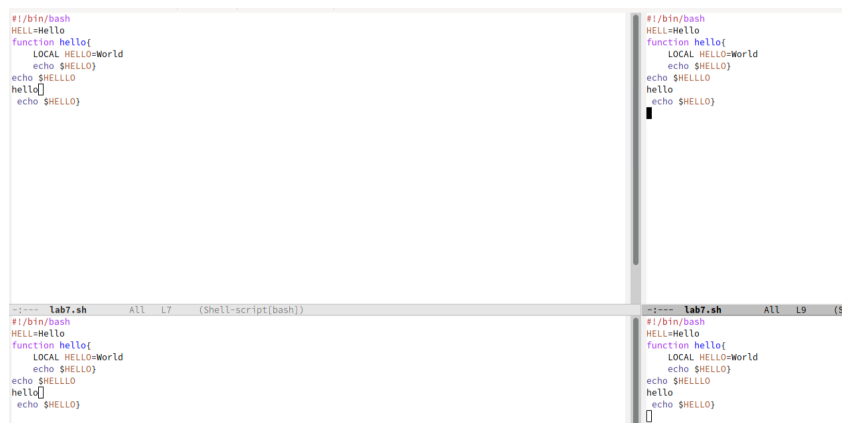 #!/bin/bash
HELL=Hello
function hello{
    LOCAL HELLO=World
    echo $HELLO}
echo $HELLLO
hello
 echo $HELLO}
-:---  lab7.sh        All   L7     (Shell-script[bash])
#!/bin/bash
HELL=Hello
function hello{
    LOCAL HELLO=World
    echo $HELLO}
echo $HELLLO
hello
 echo $HELLO}
-:---  lab7.sh        All   L9     (S
#!/bin/bash
HELL=Hello
function hello{
    LOCAL HELLO=World
    echo $HELLO}
echo $HELLLO
hello
 echo $HELLO}
#!/bin/bash
HELL=Hello
function hello{
    LOCAL HELLO=World
    echo $HELLO}
echo $HELLLO
hello
 echo $HELLO}